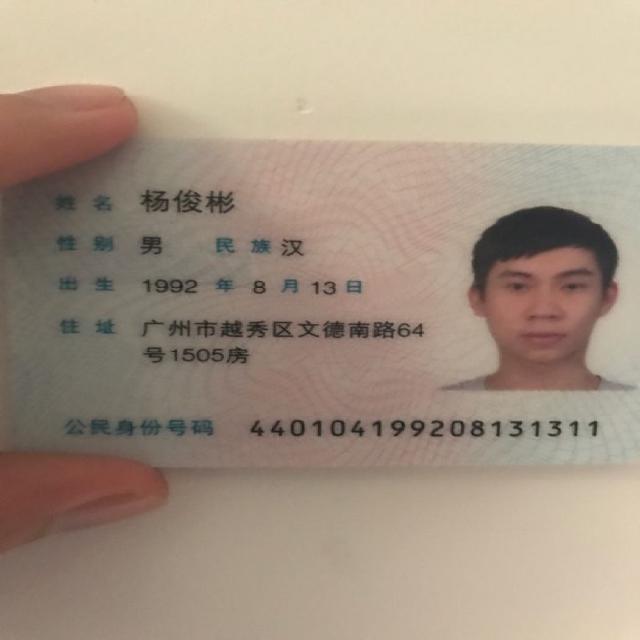 姓名 杨俊彬
性别 男 民族 汉
出生 1992 年 8 月 13 日
住址 广州市越秀区文德南路64
号1505房
公民身份号码 440104199208131311